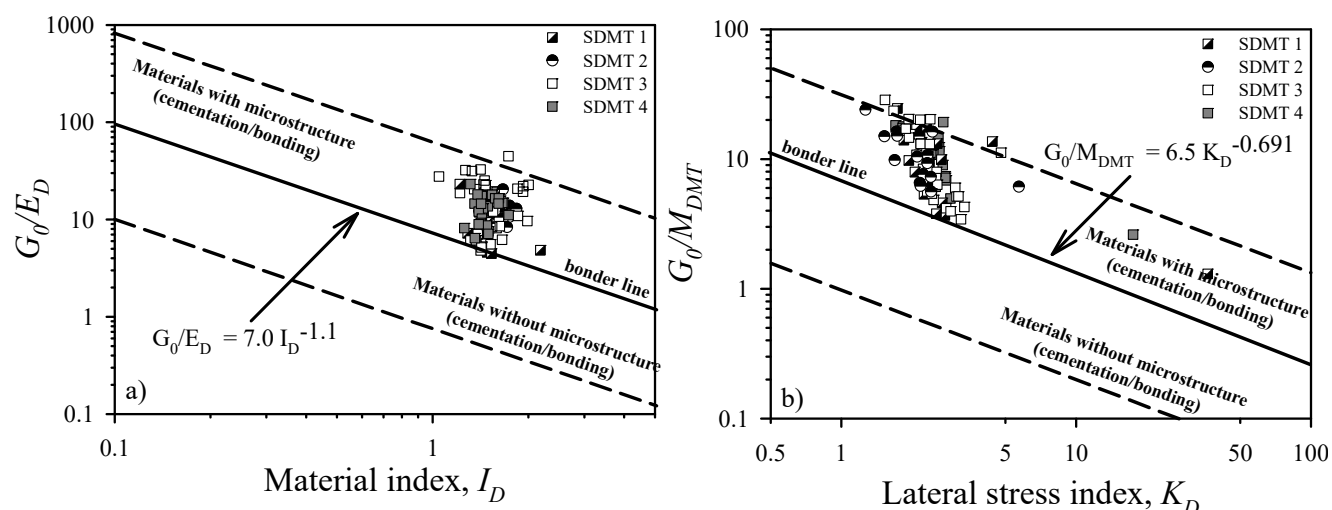 1000
100
10
1
0.1
G0/ED
SDMT 1
SDMT 2
SDMT 3
SDMT 4
Materials with microstructure
(cementation/bonding)
bonder line
Materials without microstructure
(cementation/bonding)
G0/ED = 7.0 ID-1.1
a)
0.1
1
Material index, ID
100
10
1
0.1
G0/MDMT
SDMT 1
SDMT 2
SDMT 3
SDMT 4
G0/MDMT = 6.5 KD-0.691
bonder line
Materials with microstructure
(cementation/bonding)
Materials without microstructure
(cementation/bonding)
b)
0.5
1
10
50
100
Lateral stress index, KD